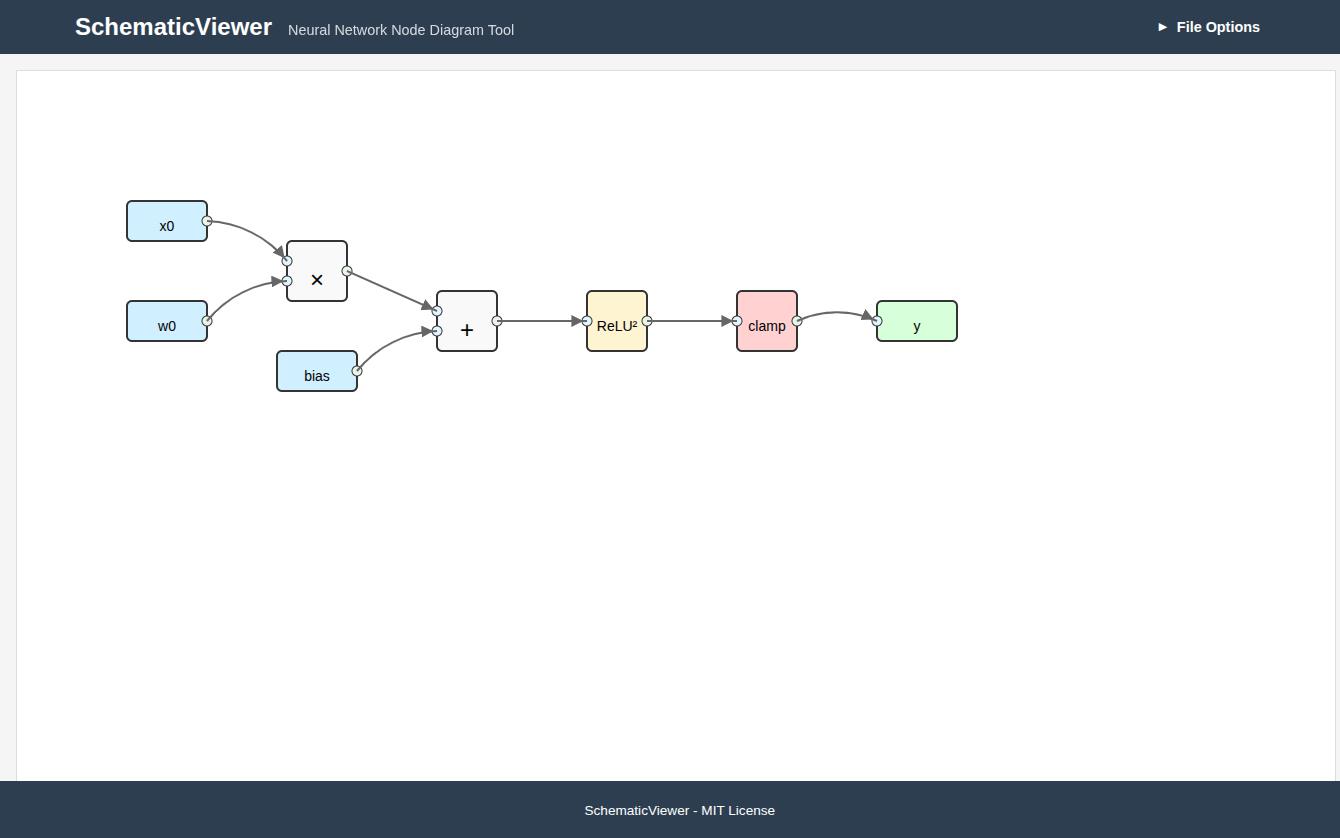 SchematicViewer Neural Network Node Diagram Tool
► File Options
x0
×
w0
+
ReLU²
clamp
y
bias
SchematicViewer - MIT License